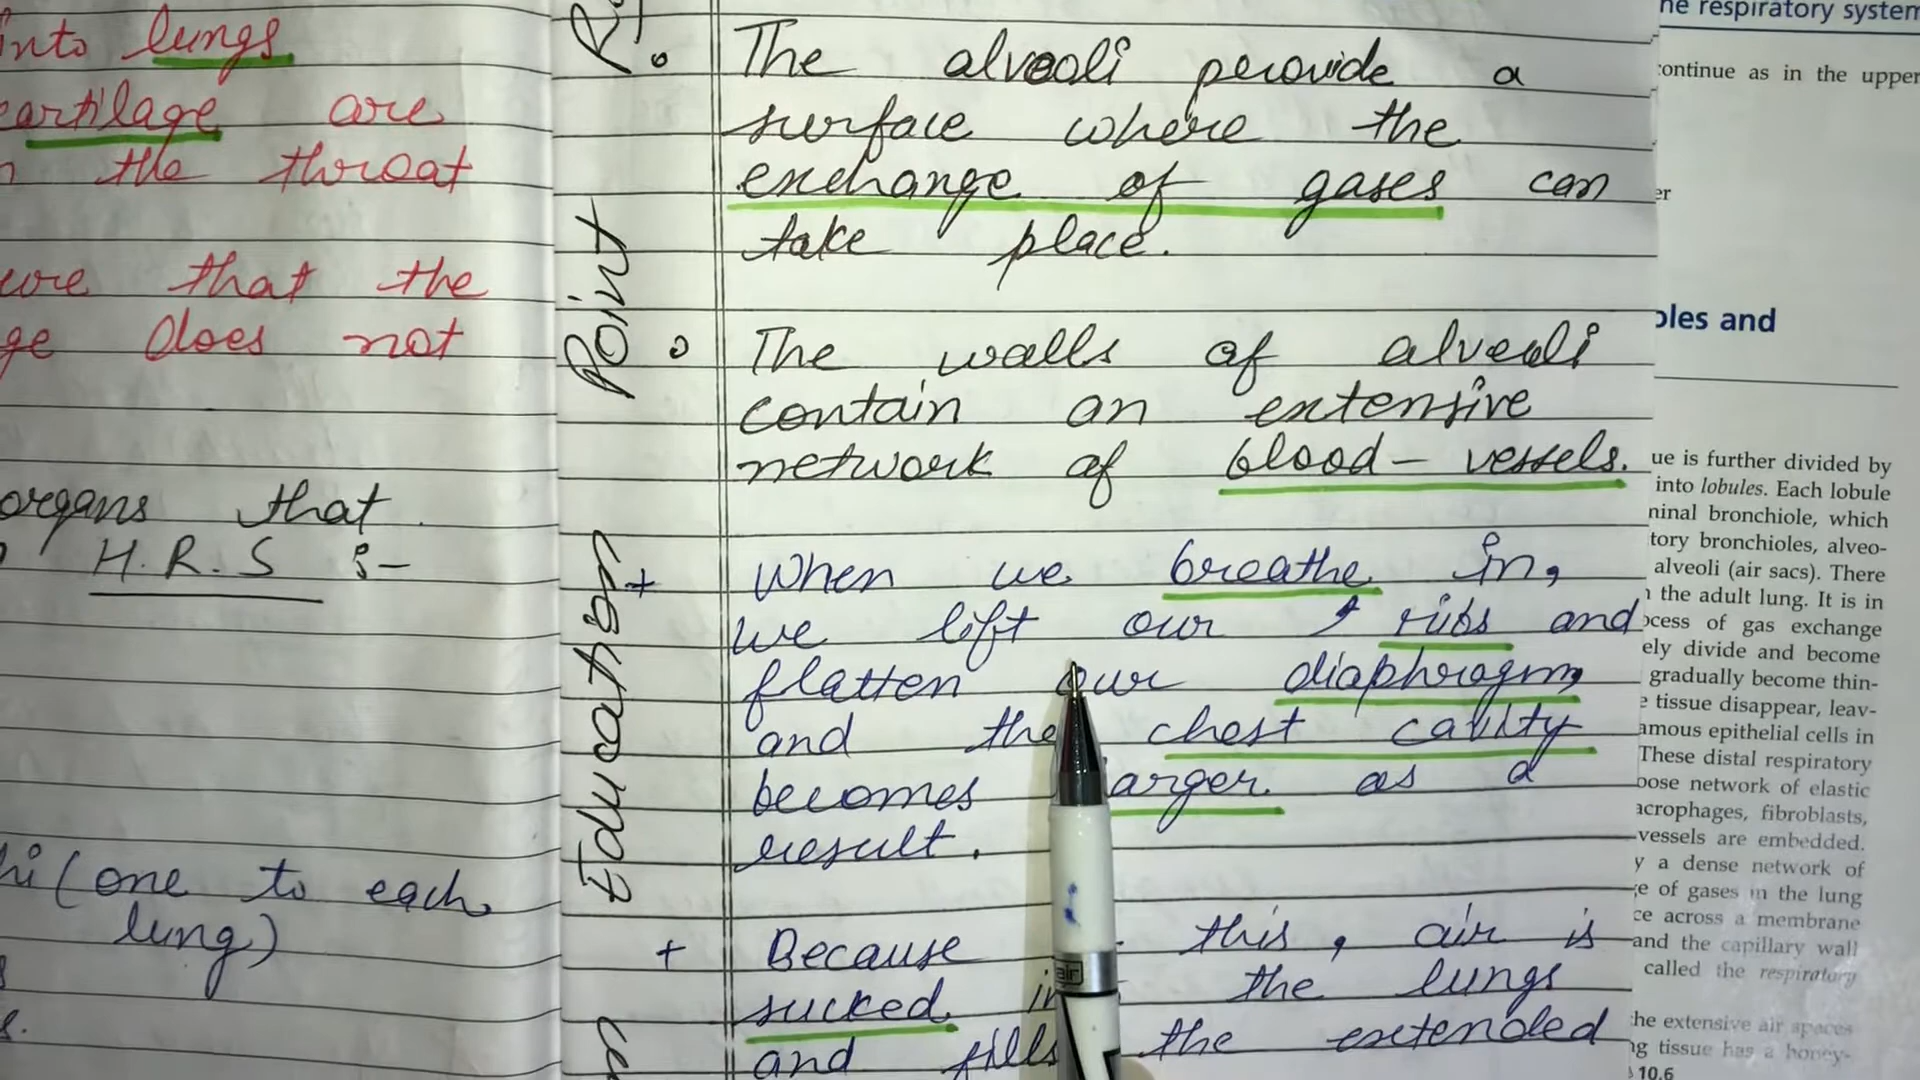 into lungs
cartilage are
the throat
that the
does not
organs that
H.R.S :-
(one to each
lung)
Point
Education
The alveoli provide a
surface where the
exchange of gases can
take place.
The walls of alveoli
contain an extensive
network of blood - vessels.
+ When we breathe in,
we lift our ribs and
flatten our diaphragm,
and the chest cavity
becomes larger as a
result.
+ Because this, air is
sucked the lungs
and fills the extended
he respiratory system
continue as in the upper
er
oles and
ue is further divided by
into lobules. Each lobule
minal bronchiole, which
tory bronchioles, alveo-
alveoli (air sacs). There
the adult lung. It is in
ocess of gas exchange
ely divide and become
gradually become thin-
e tissue disappear, leav-
amous epithelial cells in
These distal respiratory
oose network of elastic
acrophages, fibroblasts,
vessels are embedded.
y a dense network of
ge of gases in the lung
ce across a membrane
and the capillary wall
called the respiratory
the extensive air spaces
ng tissue has a honey-
10.6